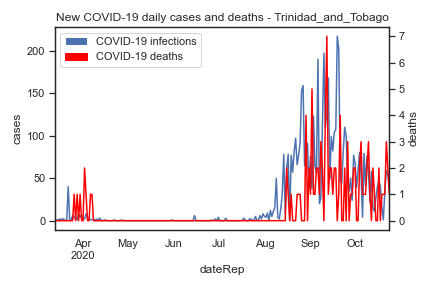 New COVID-19 daily cases and deaths - Trinidad_and_Tobago
COVID-19 infections
COVID-19 deaths
200
150
100
50
0
cases
7
6
5
4
3
2
1
0
deaths
Apr
2020
May
Jun
Jul
Aug
Sep
Oct
dateRep